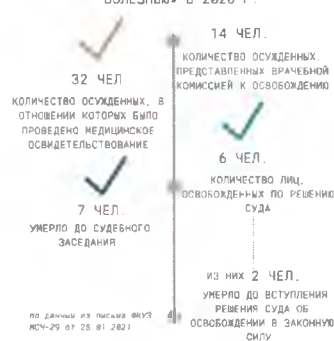 БОЛЕЗНЬЮ» В 2020 Г.
14 ЧЕЛ.
КОЛИЧЕСТВО ОСУЖДЕННЫХ,
ПРЕДСТАВЛЕННЫХ ВРАЧЕБНОЙ
КОМИССИЕЙ К ОСВОБОЖДЕНИЮ
32 ЧЕЛ
КОЛИЧЕСТВО ОСУЖДЕННЫХ, В
ОТНОШЕНИИ КОТОРЫХ БЫЛО
ПРОВЕДЕНО МЕДИЦИНСКОЕ
ОСВИДЕТЕЛЬСТВОВАНИЕ
6 ЧЕЛ.
КОЛИЧЕСТВО ЛИЦ,
ОСВОБОЖДЕННЫХ ПО РЕШЕНИЮ
СУДА
7 ЧЕЛ.
УМЕРЛО ДО СУДЕБНОГО
ЗАСЕДАНИЯ
ИЗ НИХ 2 ЧЕЛ.
УМЕРЛО ДО ВСТУПЛЕНИЯ
РЕШЕНИЯ СУДА ОБ
ОСВОБОЖДЕНИИ В ЗАКОННУЮ
СИЛУ
по данным из письма ФКУЗ
МСЧ-29 от 25 01 2021